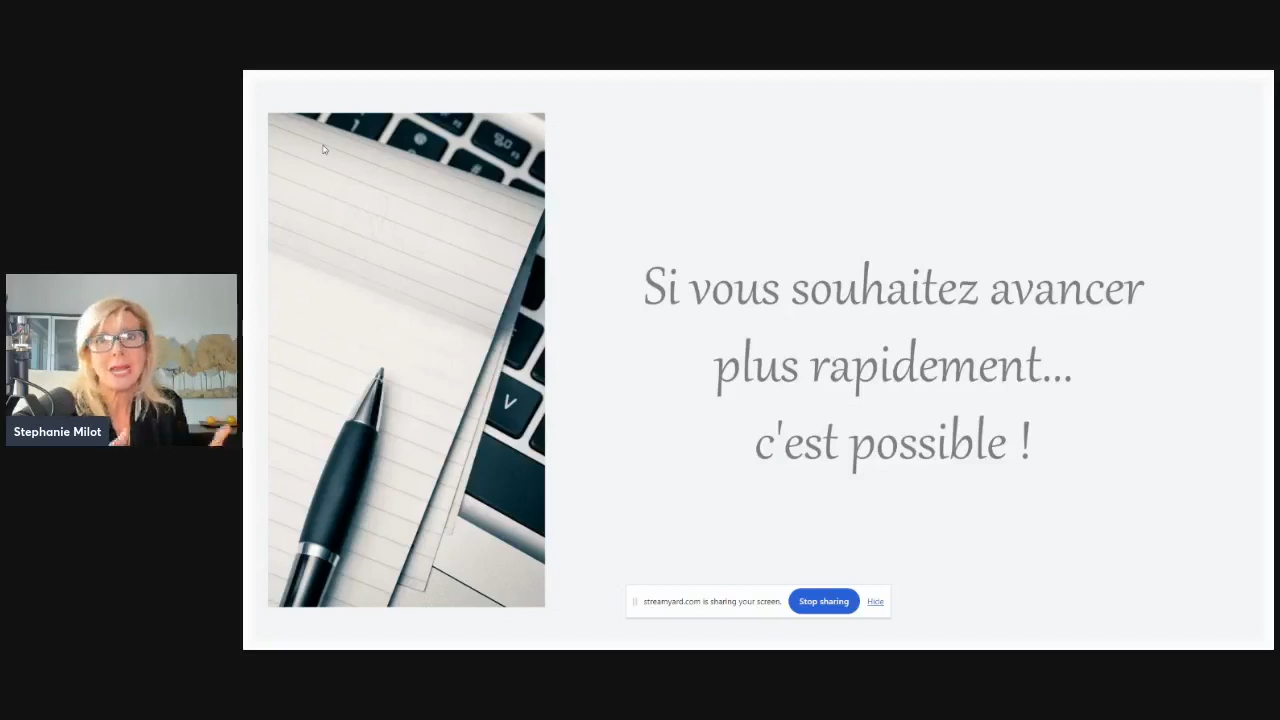 Si vous souhaitez avancer
plus rapidement...
c'est possible !
Stephanie Milot
streamyard.com is sharing your screen.
Stop sharing
Hide
V